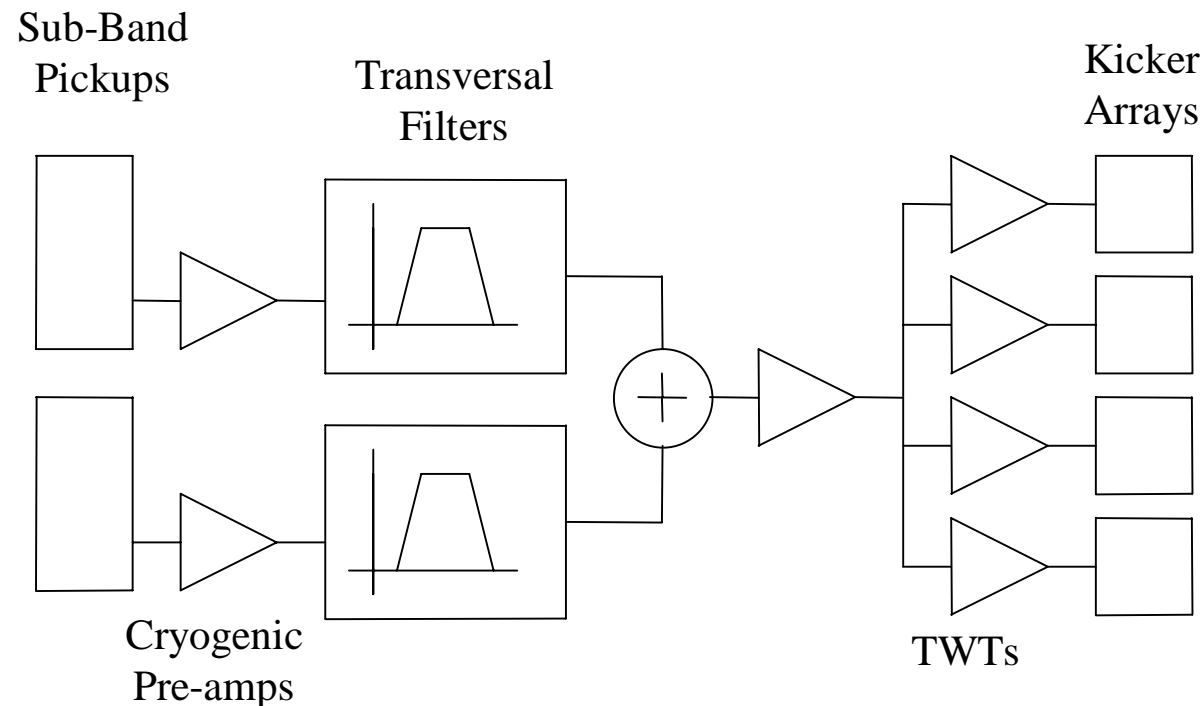 Sub-Band
Pickups
Transversal
Filters
Kicker
Arrays
Cryogenic
Pre-amps
TWTs